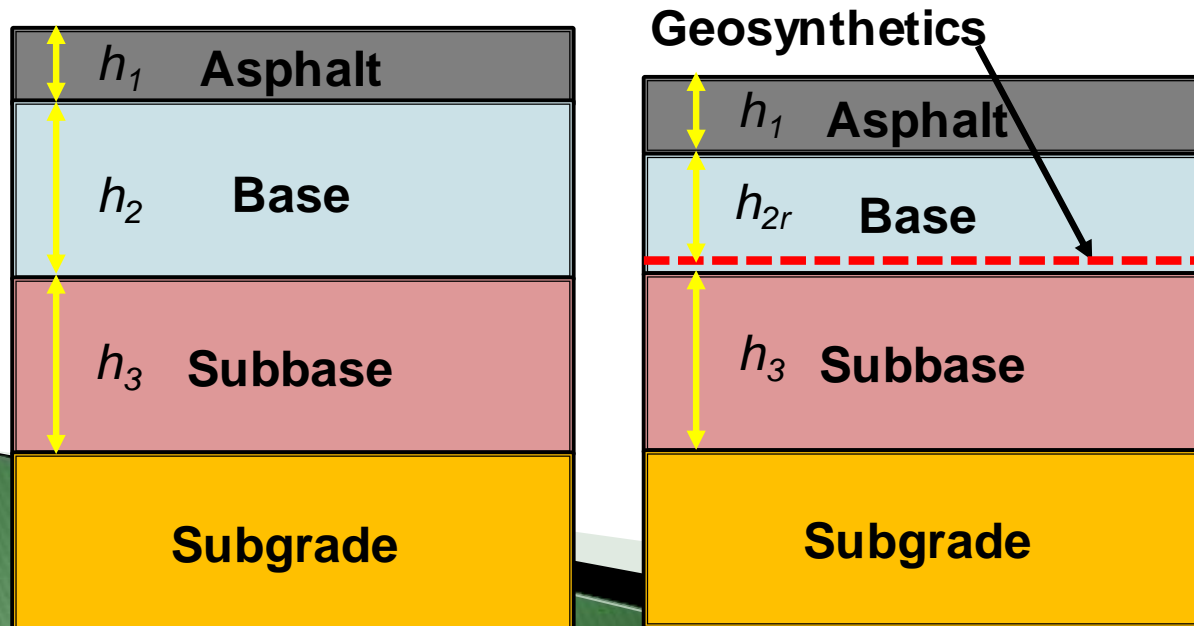 h1 Asphalt
h2 Base
h3 Subbase
Subgrade
Geosynthetics
h1 Asphalt
h2r Base
h3 Subbase
Subgrade